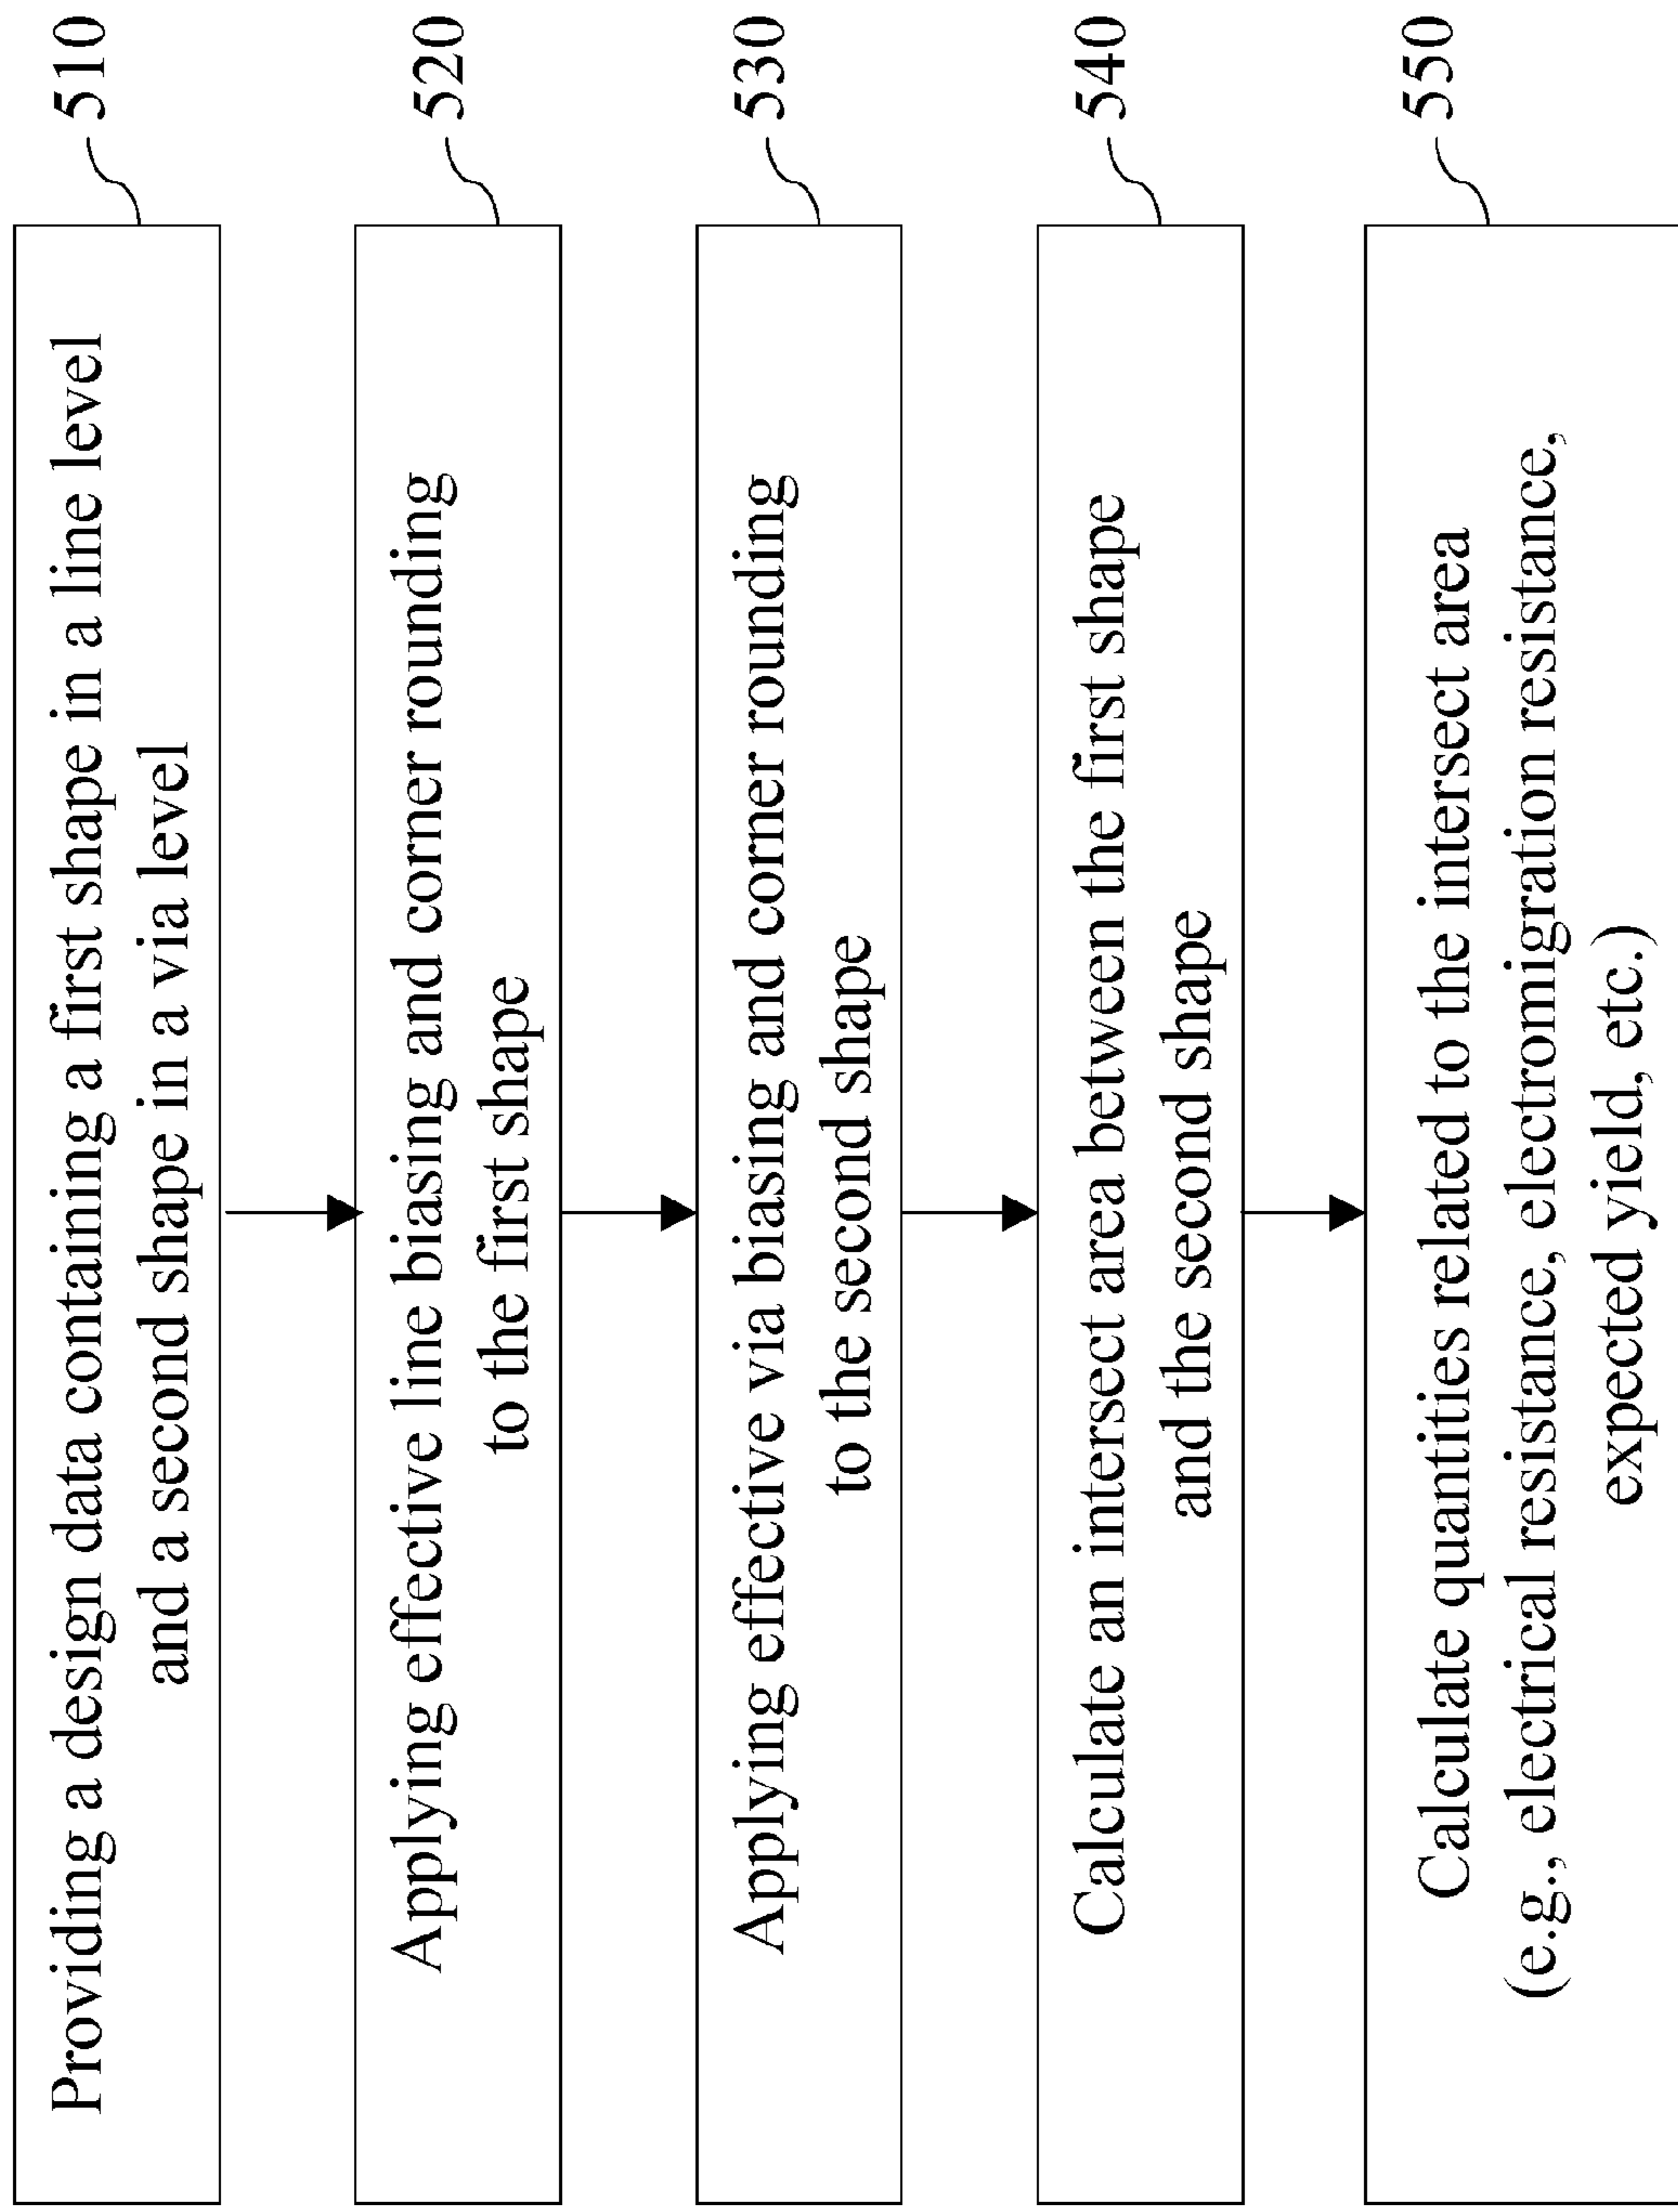 Providing a design data containing a first shape in a line level
and a second shape in a via level
510
Applying effective line biasing and corner rounding
to the first shape
520
Applying effective via biasing and corner rounding
to the second shape
530
Calculate an intersect area between the first shape
and the second shape
540
Calculate quantities related to the intersect area
(e.g., electrical resistance, electromigration resistance,
expected yield, etc.)
550